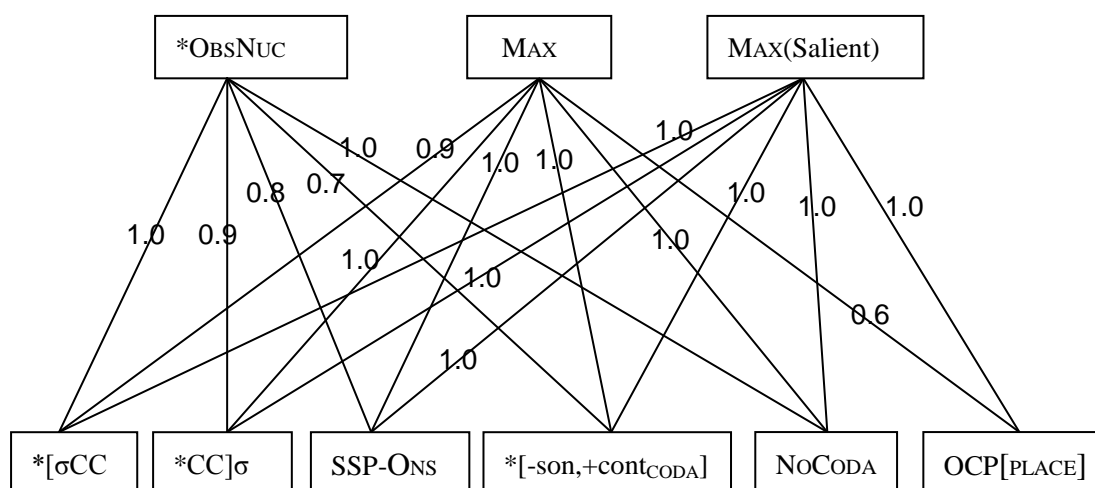 *OBSNUC MAX MAX(Salient)
1.0 0.9 1.0
1.0 1.0
0.8 0.7 1.0 1.0 1.0
1.0 0.9 1.0
1.0 1.0
0.6
1.0
*[σCC *CC]σ SSP-ONS *[-son,+contCODA] NOCODA OCP[PLACE]